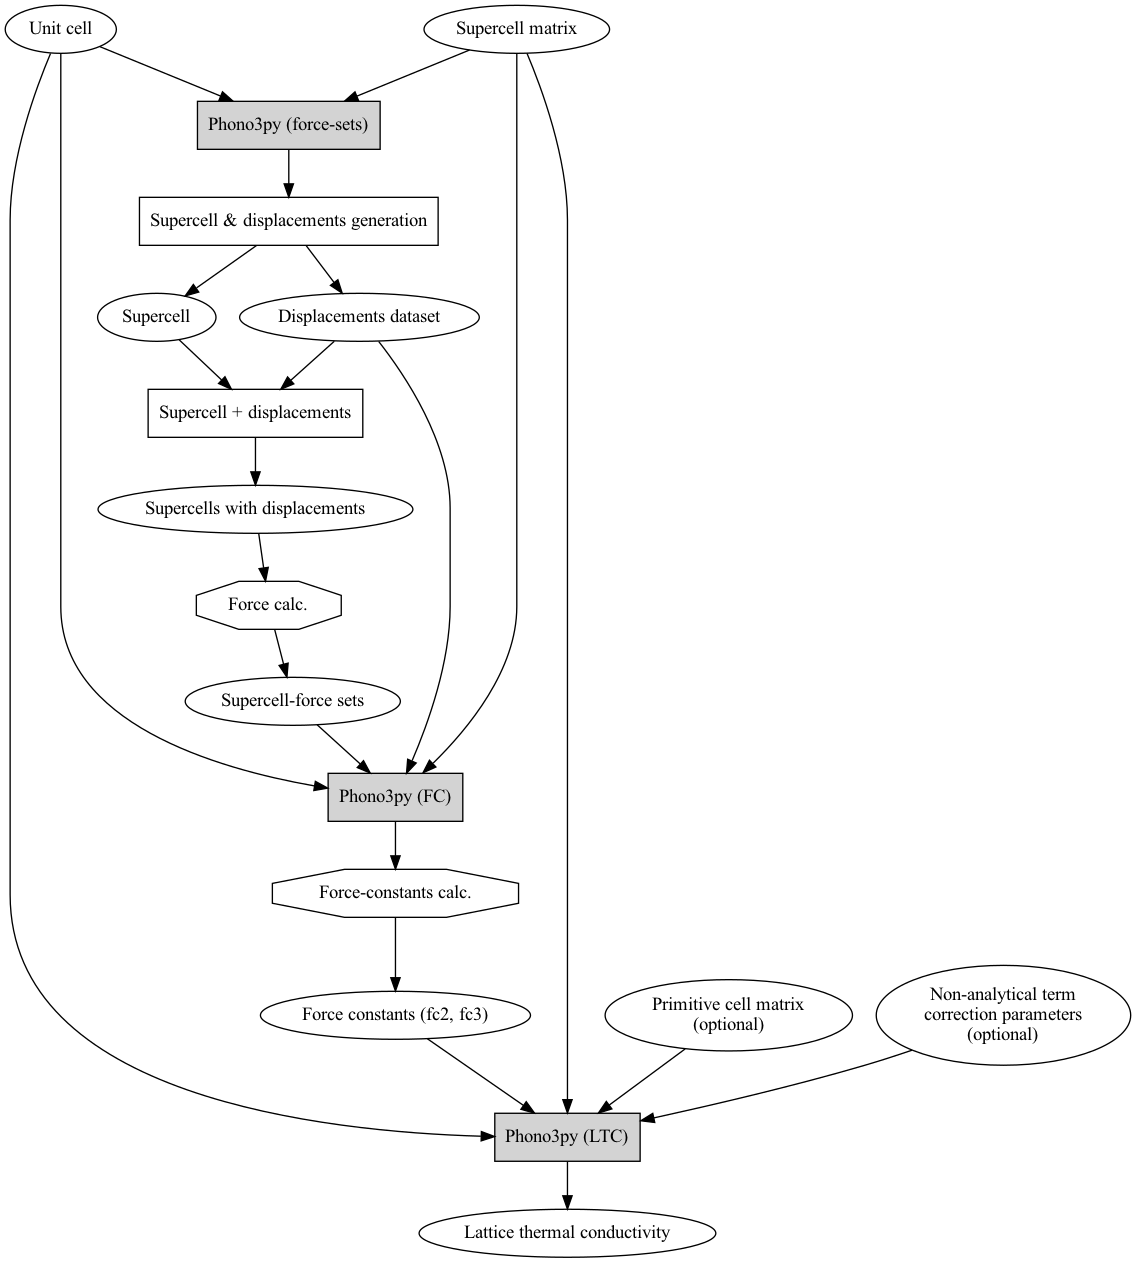 Unit cell
Supercell matrix
Phono3py (force-sets)
Supercell & displacements generation
Supercell
Displacements dataset
Supercell + displacements
Supercells with displacements
Force calc.
Supercell-force sets
Phono3py (FC)
Force-constants calc.
Force constants (fc2, fc3)
Primitive cell matrix
(optional)
Non-analytical term
correction parameters
(optional)
Phono3py (LTC)
Lattice thermal conductivity